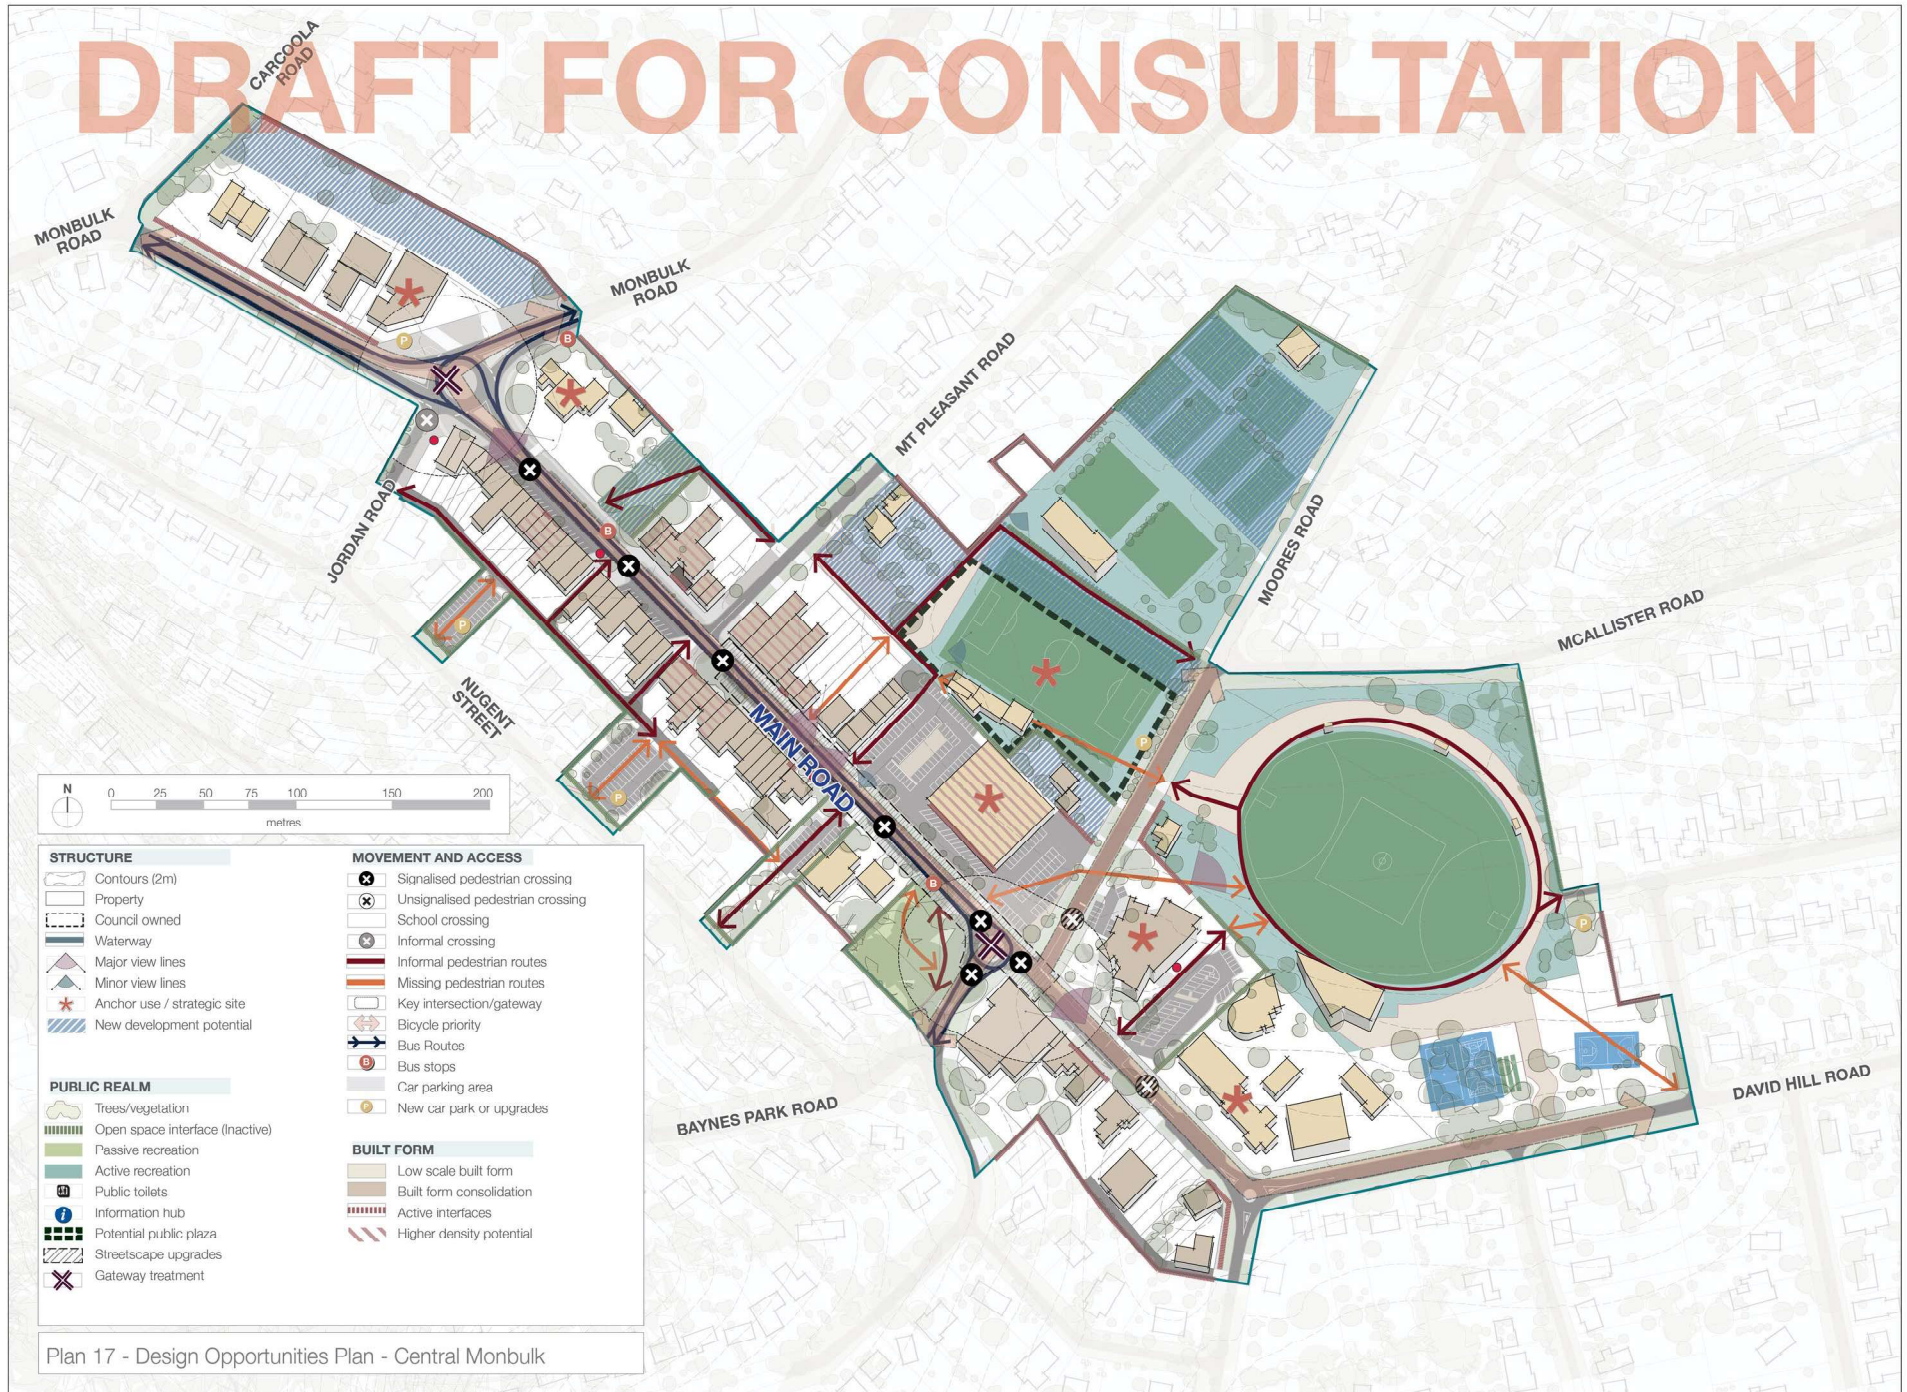 DRAFT FOR CONSULTATION
CARCOOLA
ROAD
MONBULK
ROAD
MONBULK
ROAD
MT PLEASANT ROAD
JORDAN ROAD
MOORES ROAD
MCALLISTER ROAD
NUGENT
STREET
MAIN ROAD
BAYNES PARK ROAD
DAVID HILL ROAD
P
B
B
P
P
P
B
P
N
0 25 50 75 100 150 200
metres
STRUCTURE
Contours (2m)
Property
Council owned
Waterway
Major view lines
Minor view lines
Anchor use / strategic site
New development potential
PUBLIC REALM
Trees/vegetation
Open space interface (Inactive)
Passive recreation
Active recreation
Public toilets
i
Information hub
Potential public plaza
Streetscape upgrades
Gateway treatment
MOVEMENT AND ACCESS
Signalised pedestrian crossing
Unsignalised pedestrian crossing
School crossing
Informal crossing
Informal pedestrian routes
Missing pedestrian routes
Key intersection/gateway
Bicycle priority
Bus Routes
B
Bus stops
Car parking area
P
New car park or upgrades
BUILT FORM
Low scale built form
Built form consolidation
Active interfaces
Higher density potential
Plan 17 - Design Opportunities Plan - Central Monbulk